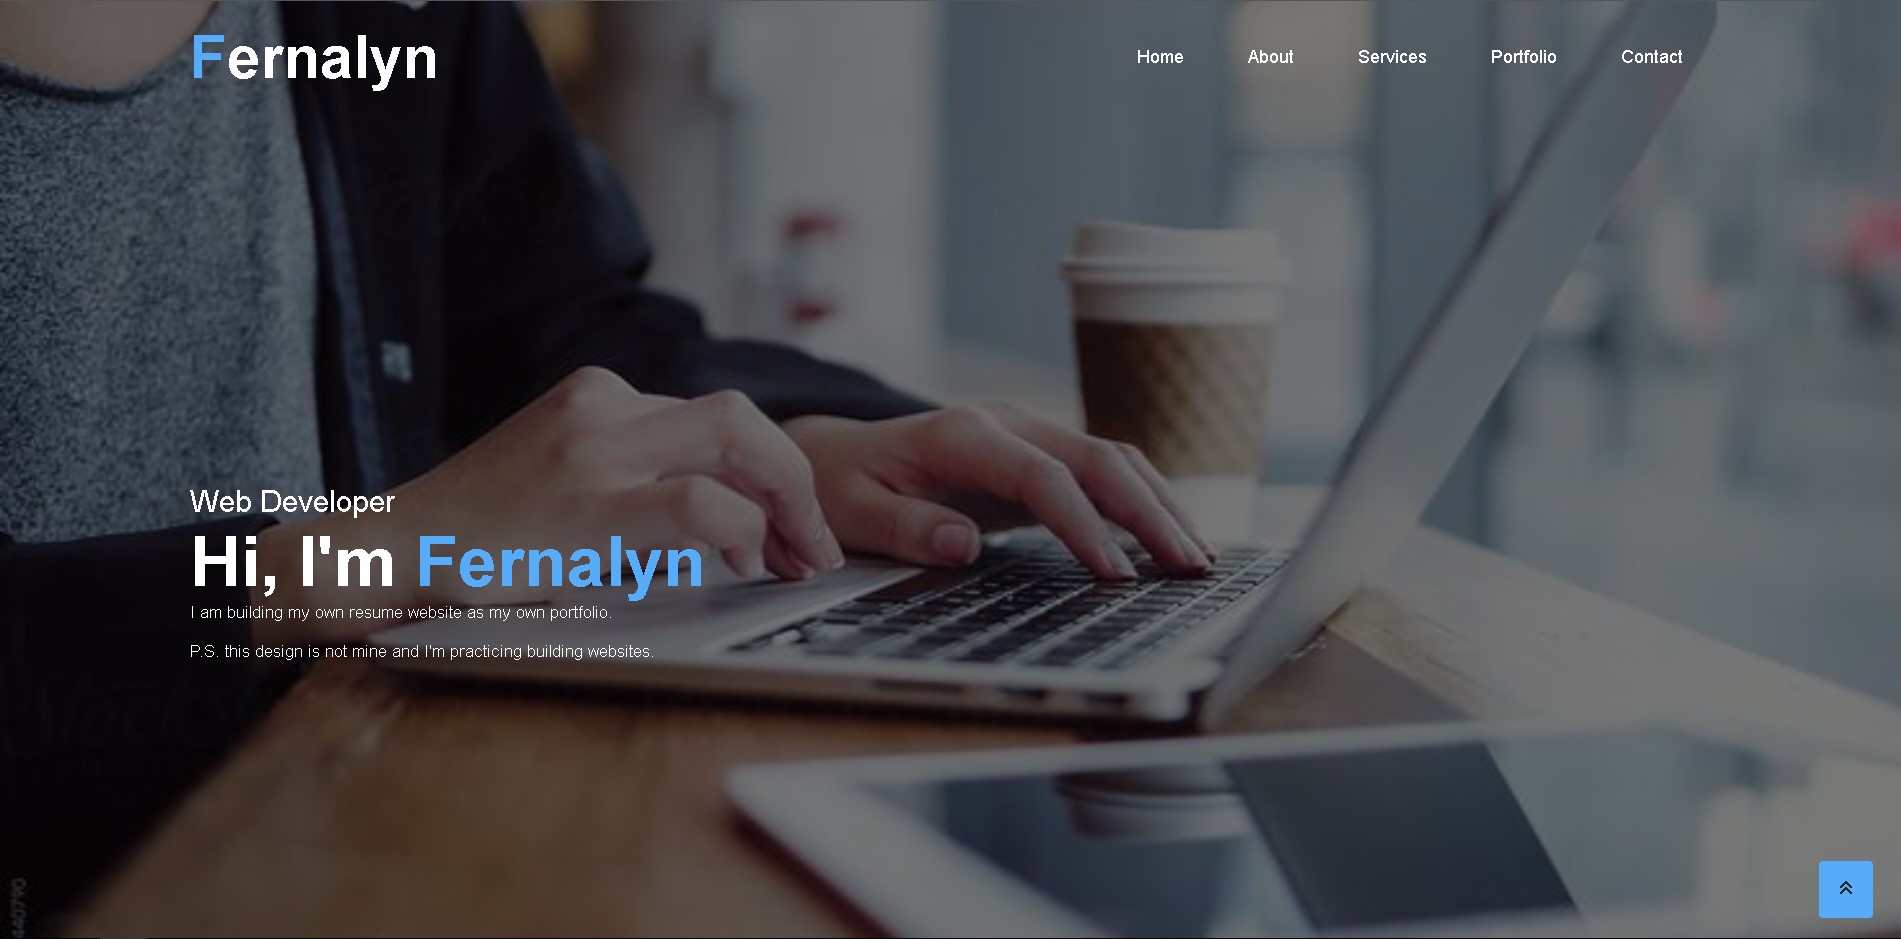 Fernalyn
Home About Services Portfolio Contact
Web Developer
Hi, I'm Fernalyn
I am building my own resume website as my own portfolio.
P.S. this design is not mine and I'm practicing building websites.